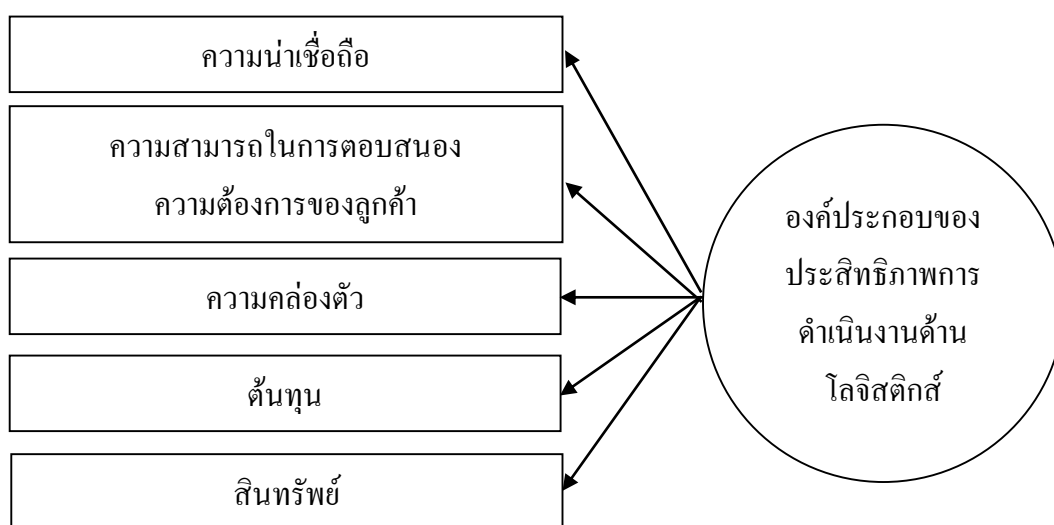 ความน่าเชื่อถือ
ความสามารถในการตอบสนอง
ความต้องการของลูกค้า
ความคล่องตัว
ต้นทุน
สินทรัพย์
องค์ประกอบของ
ประสิทธิภาพการ
ดำเนินงานด้าน
โลจิสติกส์